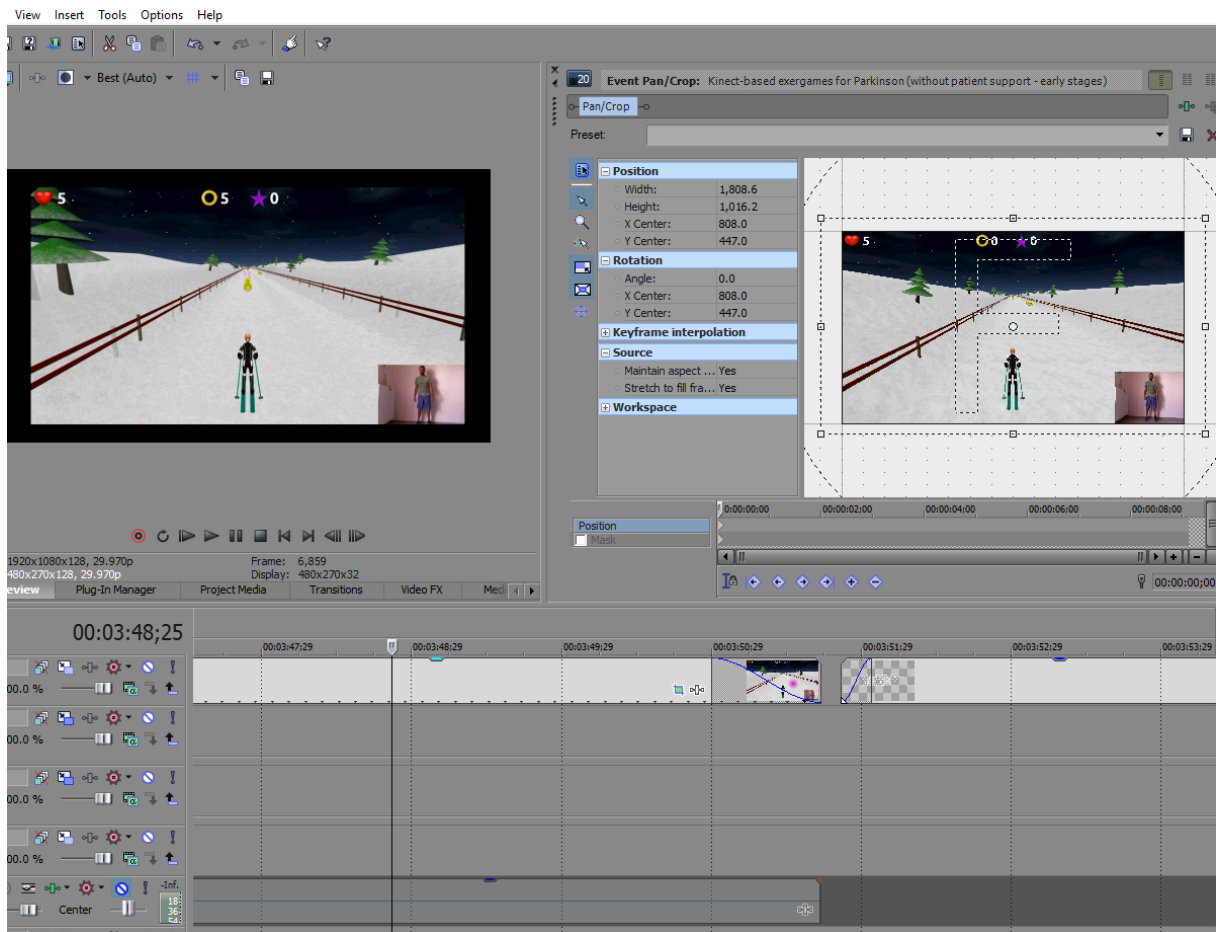 View Insert Tools Options Help
Best (Auto)
5 5 0
1920x1080x128, 29.970p Frame: 6,859
480x270x128, 29.970p Display: 480x270x32
eview Plug-In Manager Project Media Transitions Video FX Med
20 Event Pan/Crop: Kinect-based exergames for Parkinson (without patient support - early stages)
Pan/Crop
Preset:
Position
Width: 1,808.6
Height: 1,016.2
X Center: 808.0
Y Center: 447.0
Rotation
Angle: 0.0
X Center: 808.0
Y Center: 447.0
Keyframe interpolation
Source
Maintain aspect ... Yes
Stretch to fill fra... Yes
Workspace
5 0 0
0:00:00:00 00:00:02:00 00:00:04:00 00:00:06:00 00:00:08:00
Position
Mask
00:00:00;00
00:03:48;25
00:03:47;29 00:03:48;29 00:03:49;29 00:03:50;29 00:03:51;29 00:03:52;29 00:03:53;29
00.0 %
00.0 %
00.0 %
00.0 %
-Inf.
Center 18
36
54